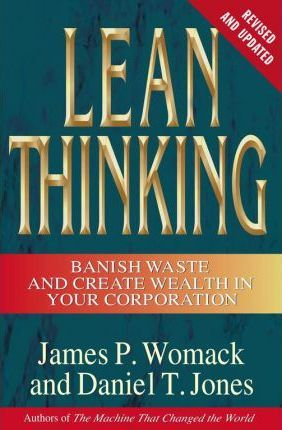 REVISED
AND UPDATED
LEAN
THINKING
BANISH WASTE
AND CREATE WEALTH IN
YOUR CORPORATION
James P. Womack
and Daniel T. Jones
Authors of The Machine That Changed the World